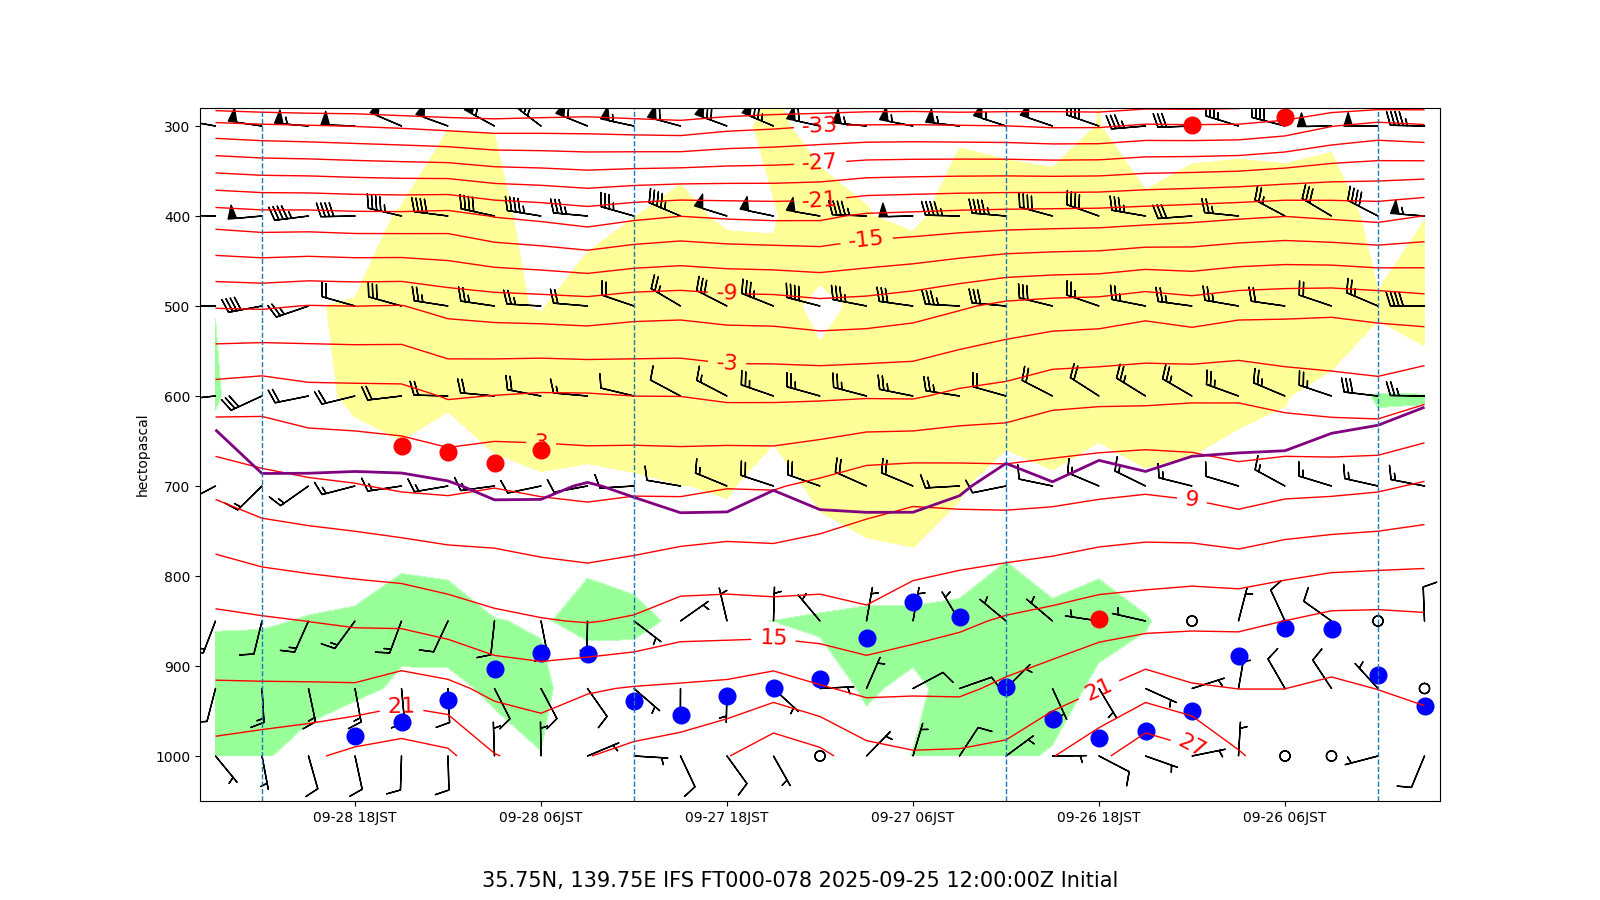 300
400
500
600
700
800
900
1000
hectopascal
-33
-27
-21
-15
-9
-3
3
9
15
21
21
27
09-28 18JST
09-28 06JST
09-27 18JST
09-27 06JST
09-26 18JST
09-26 06JST
35.75N, 139.75E IFS FT000-078 2025-09-25 12:00:00Z Initial